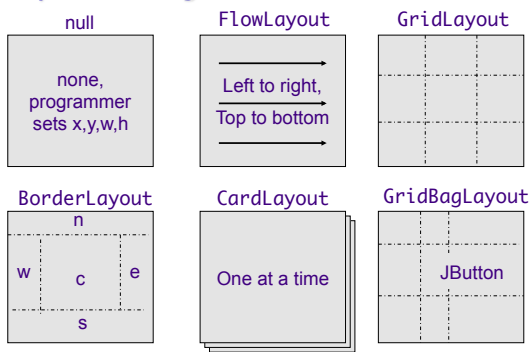 null
FlowLayout
GridLayout
none,
programmer
sets x,y,w,h
Left to right,
Top to bottom
BorderLayout
CardLayout
GridBagLayout
n
w
c
e
s
One at a time
JButton